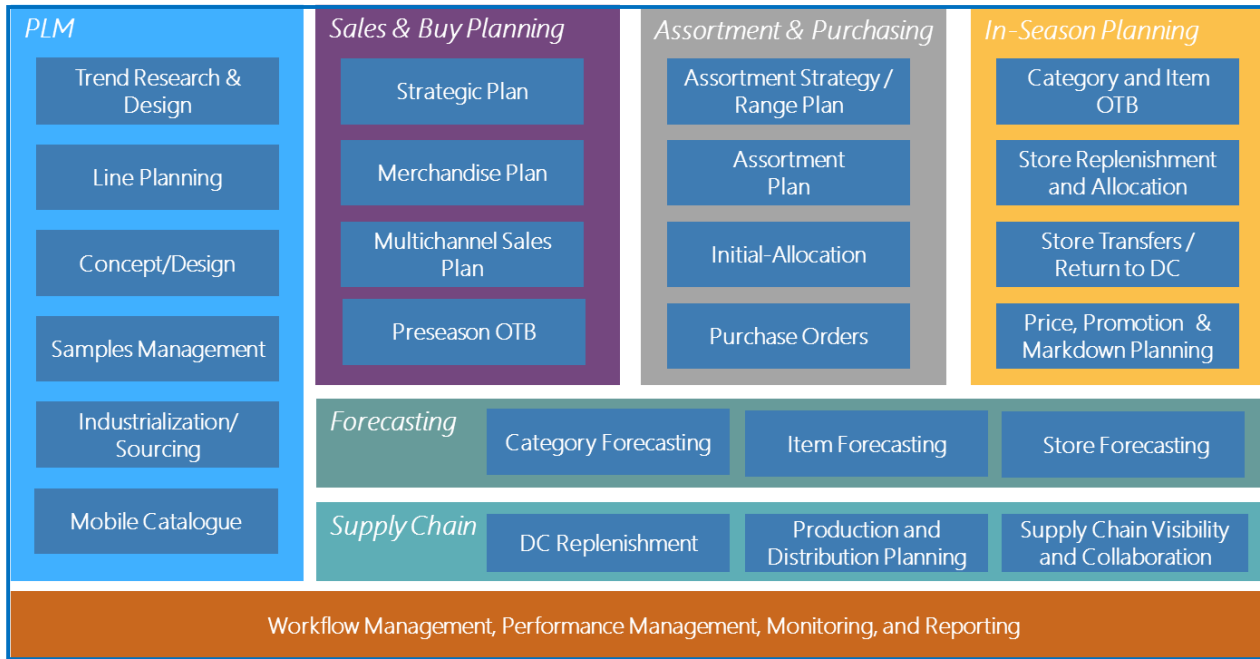 PLM
Trend Research &
Design
Line Planning
Concept/Design
Samples Management
Industrialization/
Sourcing
Mobile Catalogue
Sales & Buy Planning
Strategic Plan
Merchandise Plan
Multichannel Sales
Plan
Preseason OTB
Assortment & Purchasing
Assortment Strategy /
Range Plan
Assortment
Plan
Initial-Allocation
Purchase Orders
In-Season Planning
Category and Item
OTB
Store Replenishment
and Allocation
Store Transfers /
Return to DC
Price, Promotion &
Markdown Planning
Forecasting
Category Forecasting
Item Forecasting
Store Forecasting
Supply Chain
DC Replenishment
Production and
Distribution Planning
Supply Chain Visibility
and Collaboration
Workflow Management, Performance Management, Monitoring, and Reporting